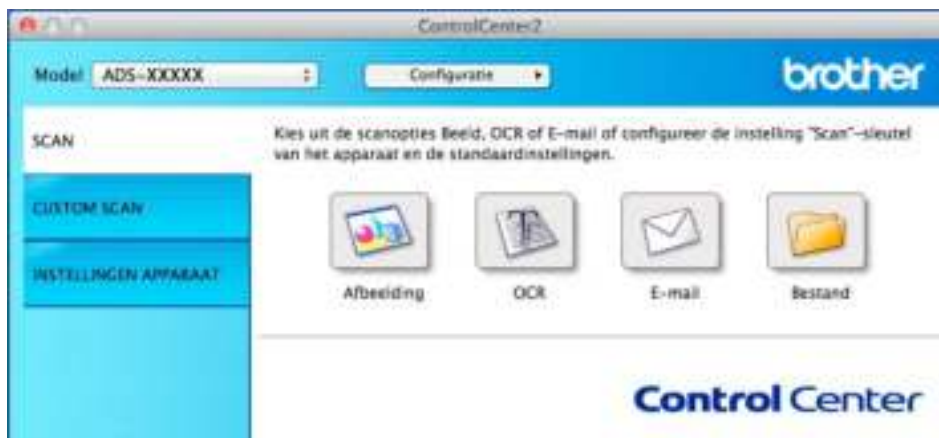 ControlCenter2
Model ADS-XXXXX Configuratie brother
SCAN
Kies uit de scanopties Beeld, OCR of E-mail of configureer de instelling "Scan"-sleutel
van het apparaat en de standaardinstellingen.
CUSTOM SCAN
INSTELLINGEN APPARAAT
Afbeelding OCR E-mail Bestand
Control Center